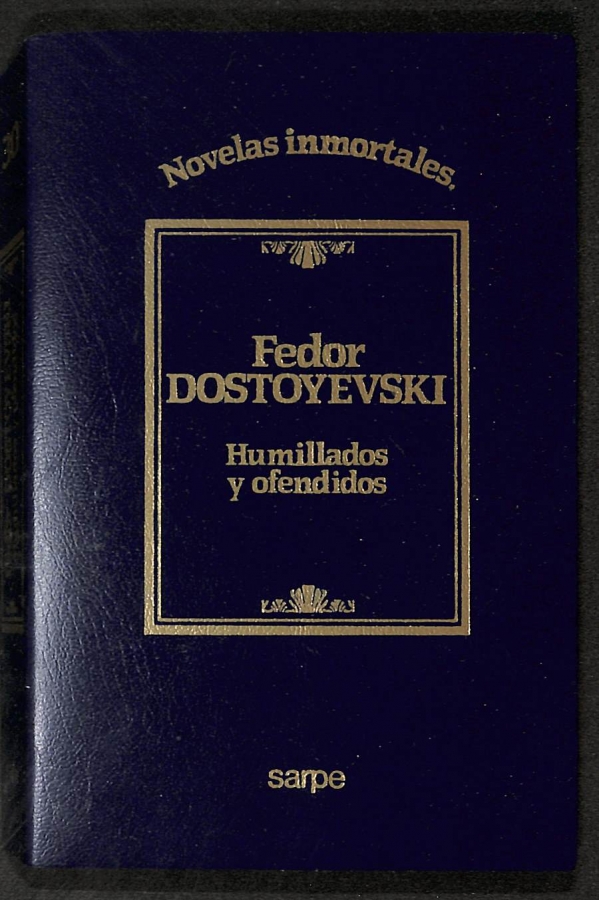 Novelas inmortales.
Fedor
DOSTOYEVSKI
Humillados
y ofendidos
sarpe